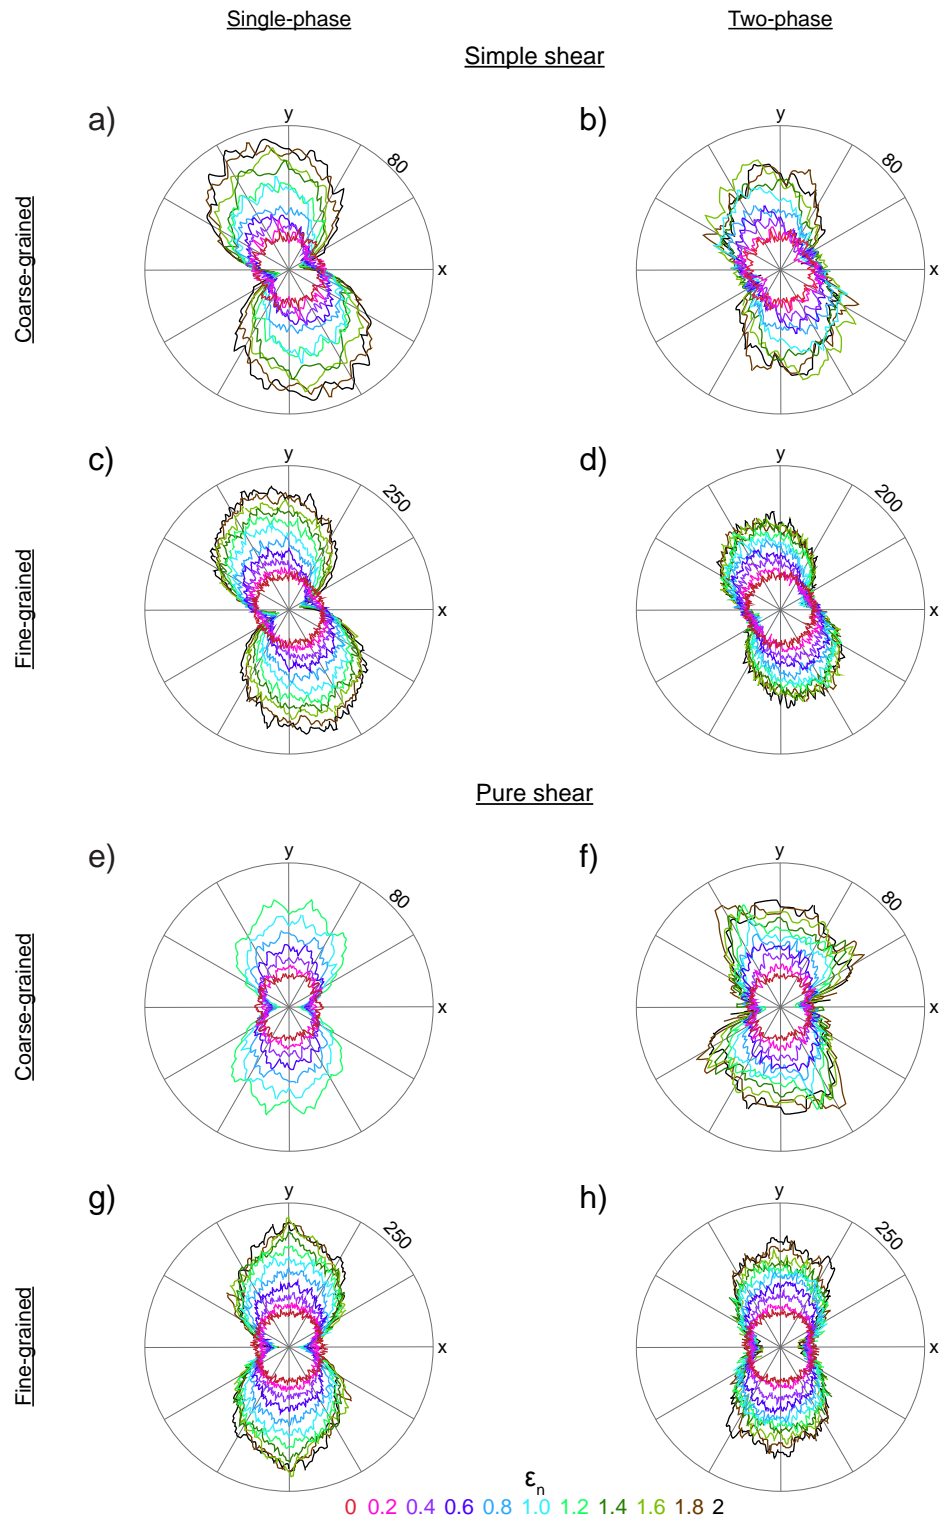 Single-phase
Two-phase
Simple shear
a)
y
80
x
b)
y
80
x
Coarse-grained
c)
y
250
x
d)
y
200
x
Fine-grained
Pure shear
e)
y
80
x
f)
y
80
x
Coarse-grained
g)
y
250
x
h)
y
250
x
Fine-grained
εn
0 0.2 0.4 0.6 0.8 1.0 1.2 1.4 1.6 1.8 2